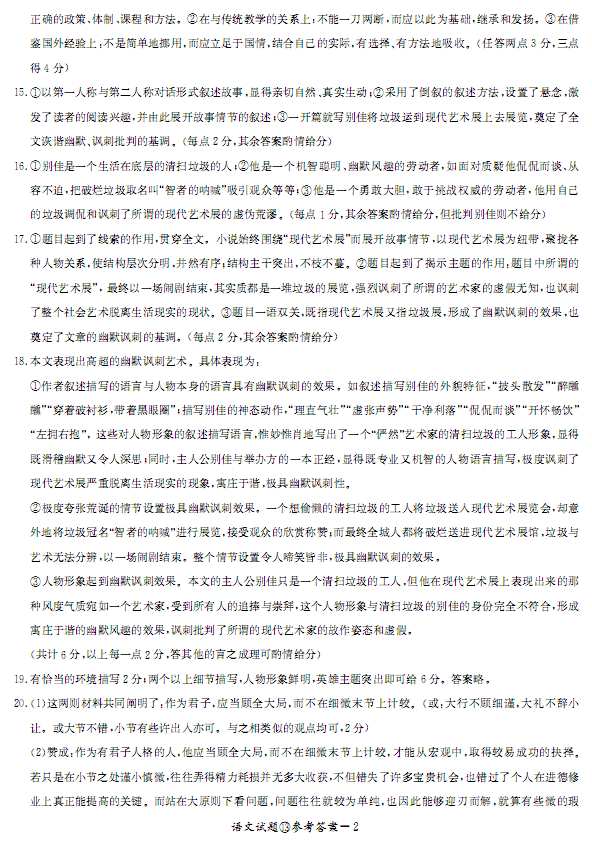 正确的政策、体制、课程和方法。②在与传统教学的关系上:不能一刀两断,而应以此为基础,继承和发扬。③在借
鉴国外经验上:不是简单地挪用,而应立足于国情,结合自己的实际,有选择、有方法地吸收。(任答两点3分,三点
得4分)
15. ①以第一人称与第二人称对话形式叙述故事,显得亲切自然、真实生动;②采用了倒叙的叙述方法,设置了悬念,激
发了读者的阅读兴趣,并由此展开故事情节的叙述;③一开篇就写别佳将垃圾运到现代艺术展上去展览,奠定了全
文诙谐幽默、讽刺批判的基调。(每点2分,其余答案酌情给分)
16. ①别佳是一个生活在底层的清扫垃圾的人;②他是一个机智聪明、幽默风趣的劳动者,如面对质疑他侃侃而谈、从
容不迫,把破烂垃圾取名叫“智者的呐喊”吸引观众等等;③他是一个勇敢大胆,敢于挑战权威的劳动者,他用自己
的垃圾调侃和讽刺了所谓的现代艺术展的虚伪荒谬。(每点1分,其余答案酌情给分,但批判别佳则不给分)
17. ①题目起到了线索的作用,贯穿全文。小说始终围绕“现代艺术展”而展开故事情节,以现代艺术展为纽带,聚拢各
种人物关系,使结构层次分明,井然有序;结构主干突出,不枝不蔓。②题目起到了揭示主题的作用;题目中所谓的
“现代艺术展”,最终以一场闹剧结束,其实质都是一堆垃圾的展览,强烈讽刺了所谓的艺术家的虚假无知,也讽刺
了整个社会艺术脱离生活现实的现状。③题目一语双关,既指现代艺术展又指垃圾展,形成了幽默讽刺的效果,也
奠定了文章的幽默讽刺的基调。(每点2分,其余答案酌情给分)
18. 本文表现出高超的幽默讽刺艺术。具体表现为:
①作者叙述描写的语言与人物本身的语言具有幽默讽刺的效果。如叙述描写别佳的外貌特征,“披头散发”“醉醺
醺”“穿着破衬衫,带着黑眼圈”;描写别佳的神态动作,“理直气壮”“虚张声势”“干净利落”“侃侃而谈”“开怀畅饮”
“左拥右抱”。这些对人物形象的叙述描写语言,惟妙惟肖地写出了一个“俨然”艺术家的清扫垃圾的工人形象,显得
既滑稽幽默又令人深思;同时,主人公别佳与举办方的一本正经,显得既专业又机智的人物语言描写,极度讽刺了
现代艺术展严重脱离生活现实的现象,寓庄于谐,极具幽默讽刺性。
②极度夸张荒诞的情节设置极具幽默讽刺效果。一个想偷懒的清扫垃圾的工人将垃圾送入现代艺术展览会,却意
外地将垃圾冠名“智者的呐喊”进行展览,接受观众的欣赏称赞;而最终全城人都将破烂送进现代艺术展馆,垃圾与
艺术无法分辨,以一场闹剧结束。整个情节设置令人啼笑皆非,极具幽默讽刺的效果。
③人物形象起到幽默讽刺效果。本文的主人公别佳只是一个清扫垃圾的工人,但他在现代艺术展上表现出来的那
种风度气质宛如一个艺术家,受到所有人的追捧与崇拜,这个人物形象与清扫垃圾的别佳的身份完全不符合,形成
寓庄于谐的幽默风趣的效果,讽刺批判了所谓的现代艺术家的故作姿态和虚假。
(共计6分,以上每一点2分,答其他的言之成理可酌情给分)
19. 有恰当的环境描写2分;两个以上细节描写,人物形象鲜明,英雄主题突出即可给6分。答案略。
20. (1)这两则材料共同阐明了:作为君子,应当顾全大局,而不在细微末节上计较。(或:大行不顾细谨,大礼不辞小
让。或大节不错,小节有些许出入亦可。与之相类似的观点均可,2分)
(2)赞成:作为有君子人格的人,他应当顾全大局,而不在细微末节上计较,才能从宏观中,取得较易成功的抉择。
若只是在小节之处谨小慎微,往往弄得精力耗损并无多大收获,不但错失了许多宝贵机会,也错过了个人在进德修
业上真正能提高的关键。而站在大原则下看问题,问题往往就较为单纯,也因此能够迎刃而解,就算有些微的瑕
语文试题⑬参考答案—2